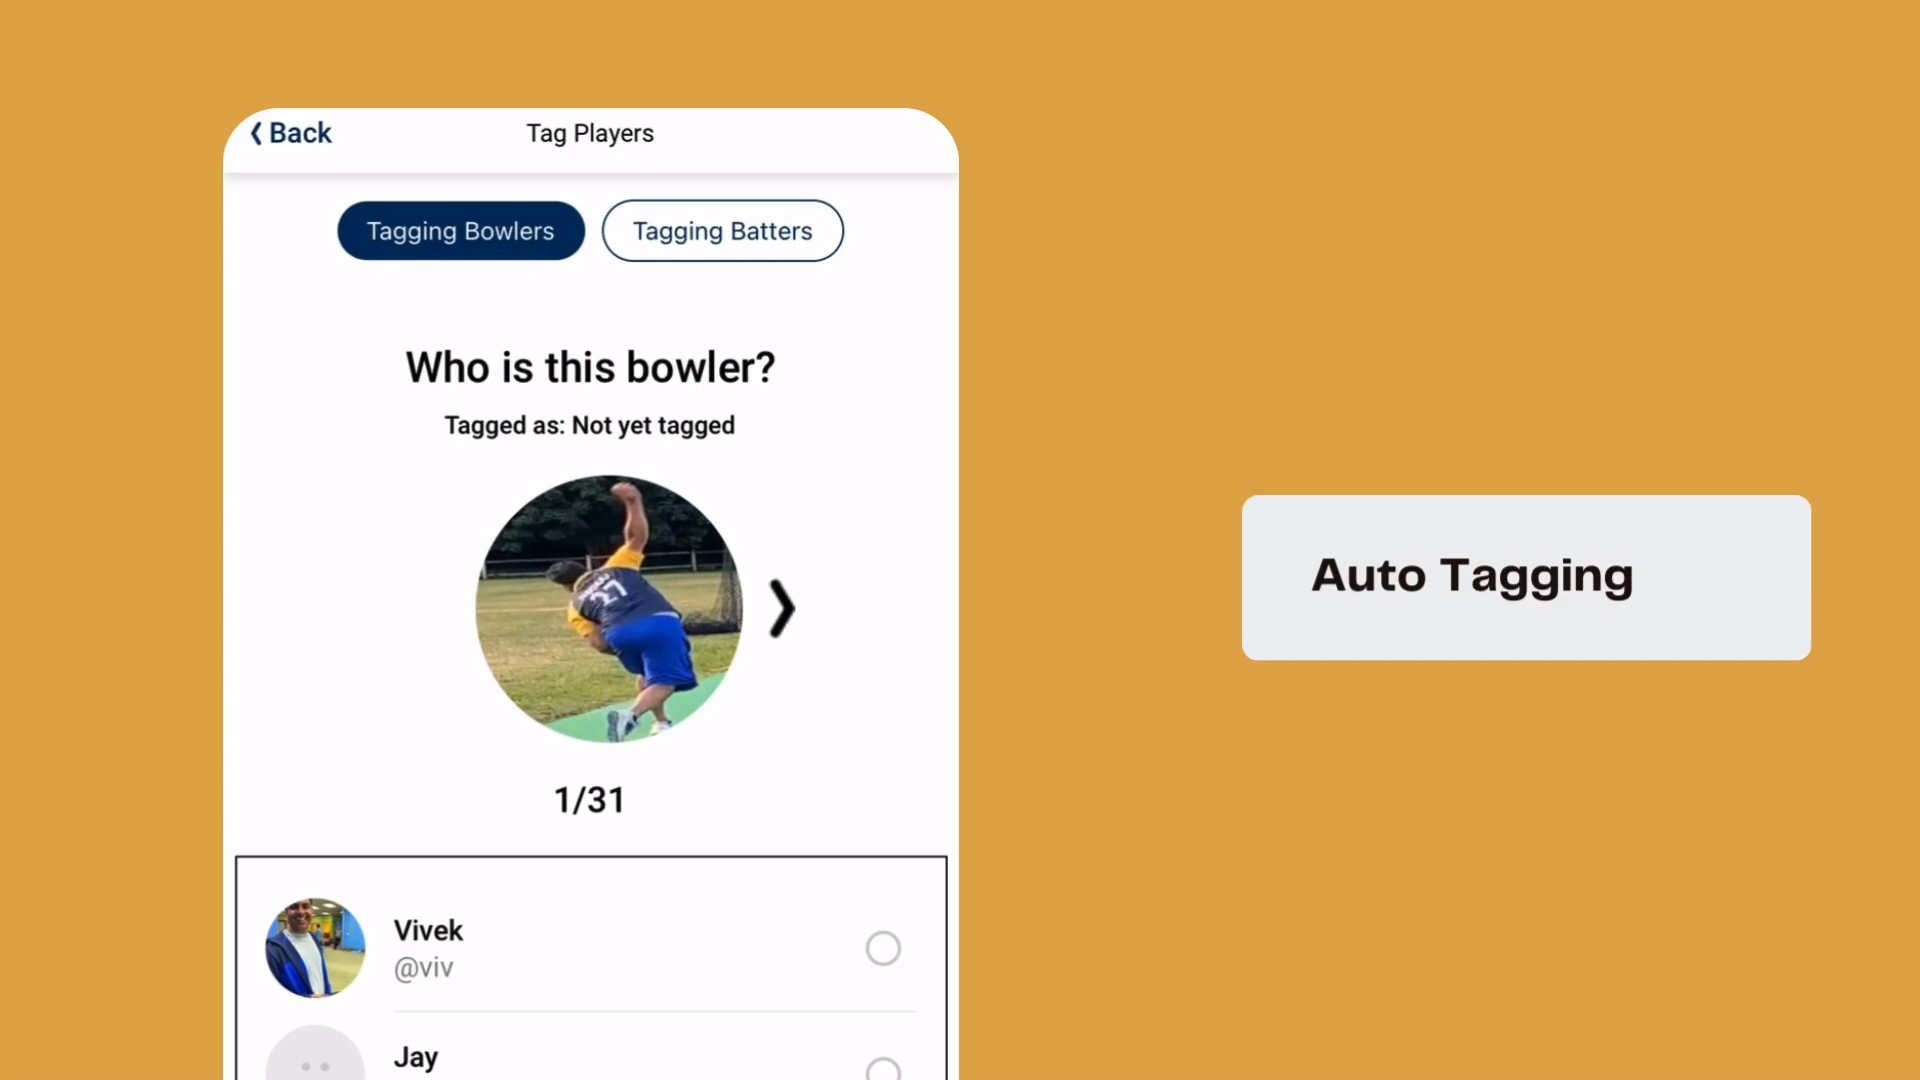 Back
Tag Players
Tagging Bowlers
Tagging Batters
Who is this bowler?
Tagged as: Not yet tagged
27
1/31
Vivek
@viv
Jay
Auto Tagging